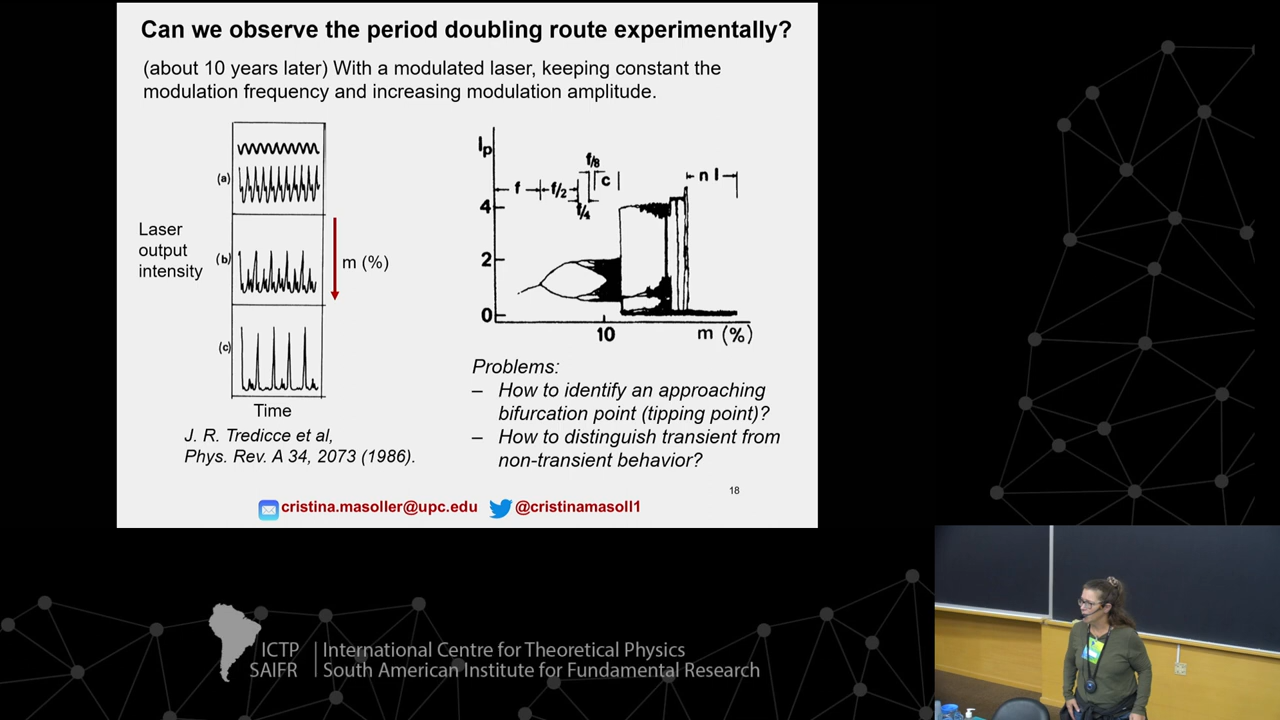 Can we observe the period doubling route experimentally?
(about 10 years later) With a modulated laser, keeping constant the
modulation frequency and increasing modulation amplitude.
(a)
Laser
output
intensity
(b)
m (%)
(c)
Time
J. R. Tredicce et al,
Phys. Rev. A 34, 2073 (1986).
Ip
f f/2 f/4 f/8 c n l
4
2
0
10 m (%)
Problems:
– How to identify an approaching
bifurcation point (tipping point)?
– How to distinguish transient from
non-transient behavior?
18
cristina.masoller@upc.edu @cristinamasoll1
ICTP International Centre for Theoretical Physics
SAIFR South American Institute for Fundamental Research